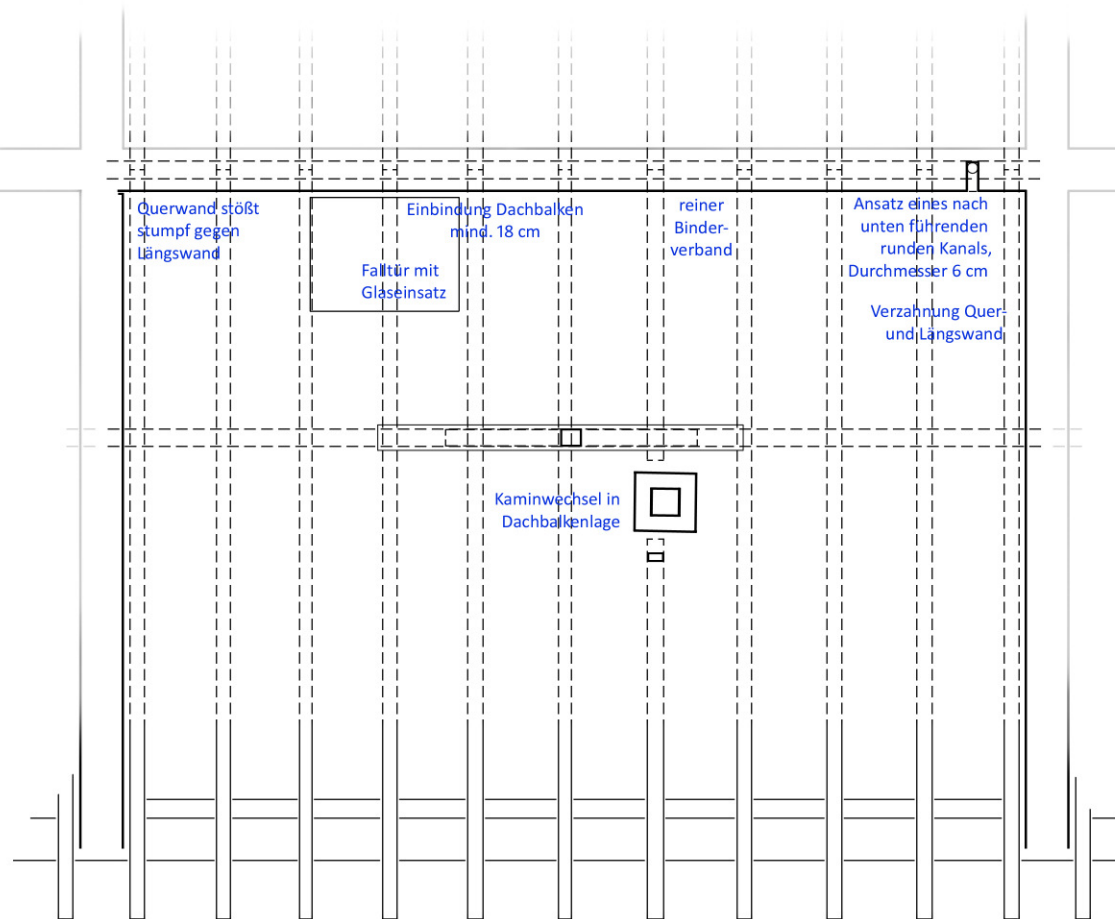 Querwand stößt
stumpf gegen
Längswand
Falltür mit
Glaseinsatz
Einbindung Dachbalken
mind. 18 cm
reiner
Binder-
verband
Ansatz eines nach
unten führenden
runden Kanals,
Durchmesser 6 cm
Verzahnung Quer-
und Längswand
Kaminwechsel in
Dachbalkenlage